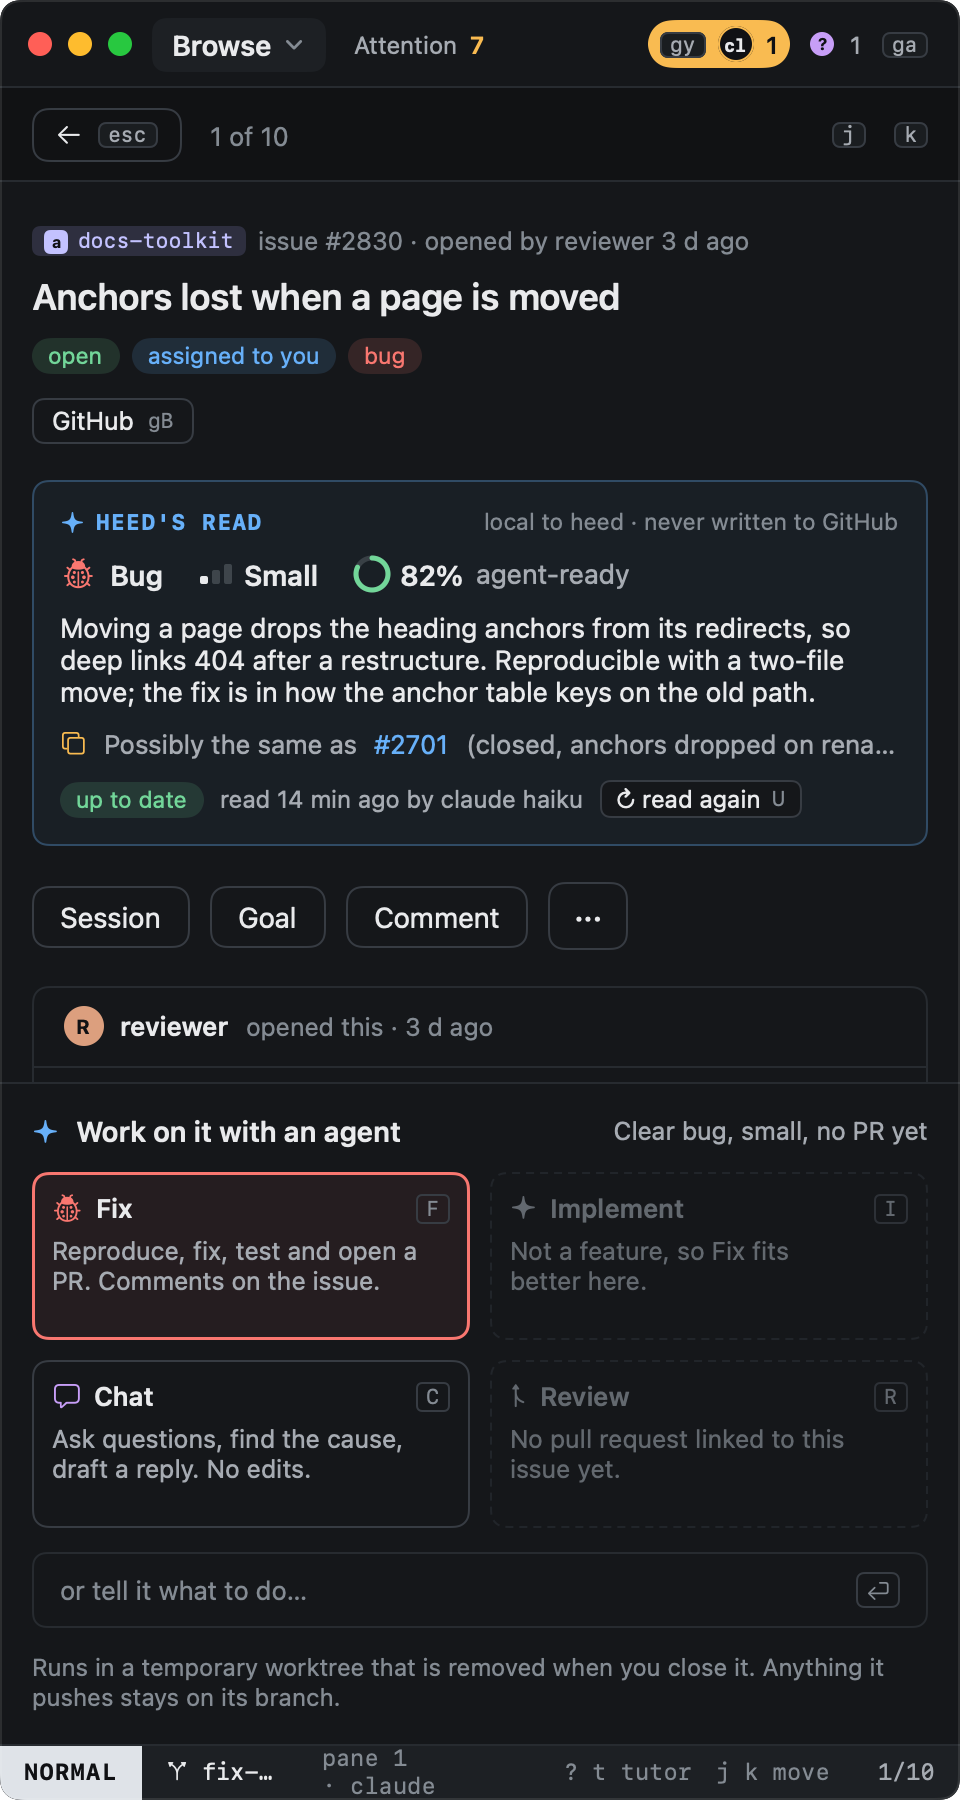 Browse Attention 7 gy cl 1 ? 1 ga
← esc 1 of 10 j k
a docs-toolkit issue #2830 · opened by reviewer 3 d ago
Anchors lost when a page is moved
open assigned to you bug
GitHub gB
HEED'S READ local to heed · never written to GitHub
Bug Small 82% agent-ready
Moving a page drops the heading anchors from its redirects, so
deep links 404 after a restructure. Reproducible with a two-file
move; the fix is in how the anchor table keys on the old path.
Possibly the same as #2701 (closed, anchors dropped on rena...
up to date read 14 min ago by claude haiku read again U
Session Goal Comment ...
R reviewer opened this · 3 d ago
Work on it with an agent Clear bug, small, no PR yet
Fix F
Reproduce, fix, test and open a
PR. Comments on the issue.
Implement I
Not a feature, so Fix fits
better here.
Chat C
Ask questions, find the cause,
draft a reply. No edits.
Review R
No pull request linked to this
issue yet.
or tell it what to do...
Runs in a temporary worktree that is removed when you close it. Anything it
pushes stays on its branch.
NORMAL fix-… pane 1
· claude ? t tutor j k move 1/10